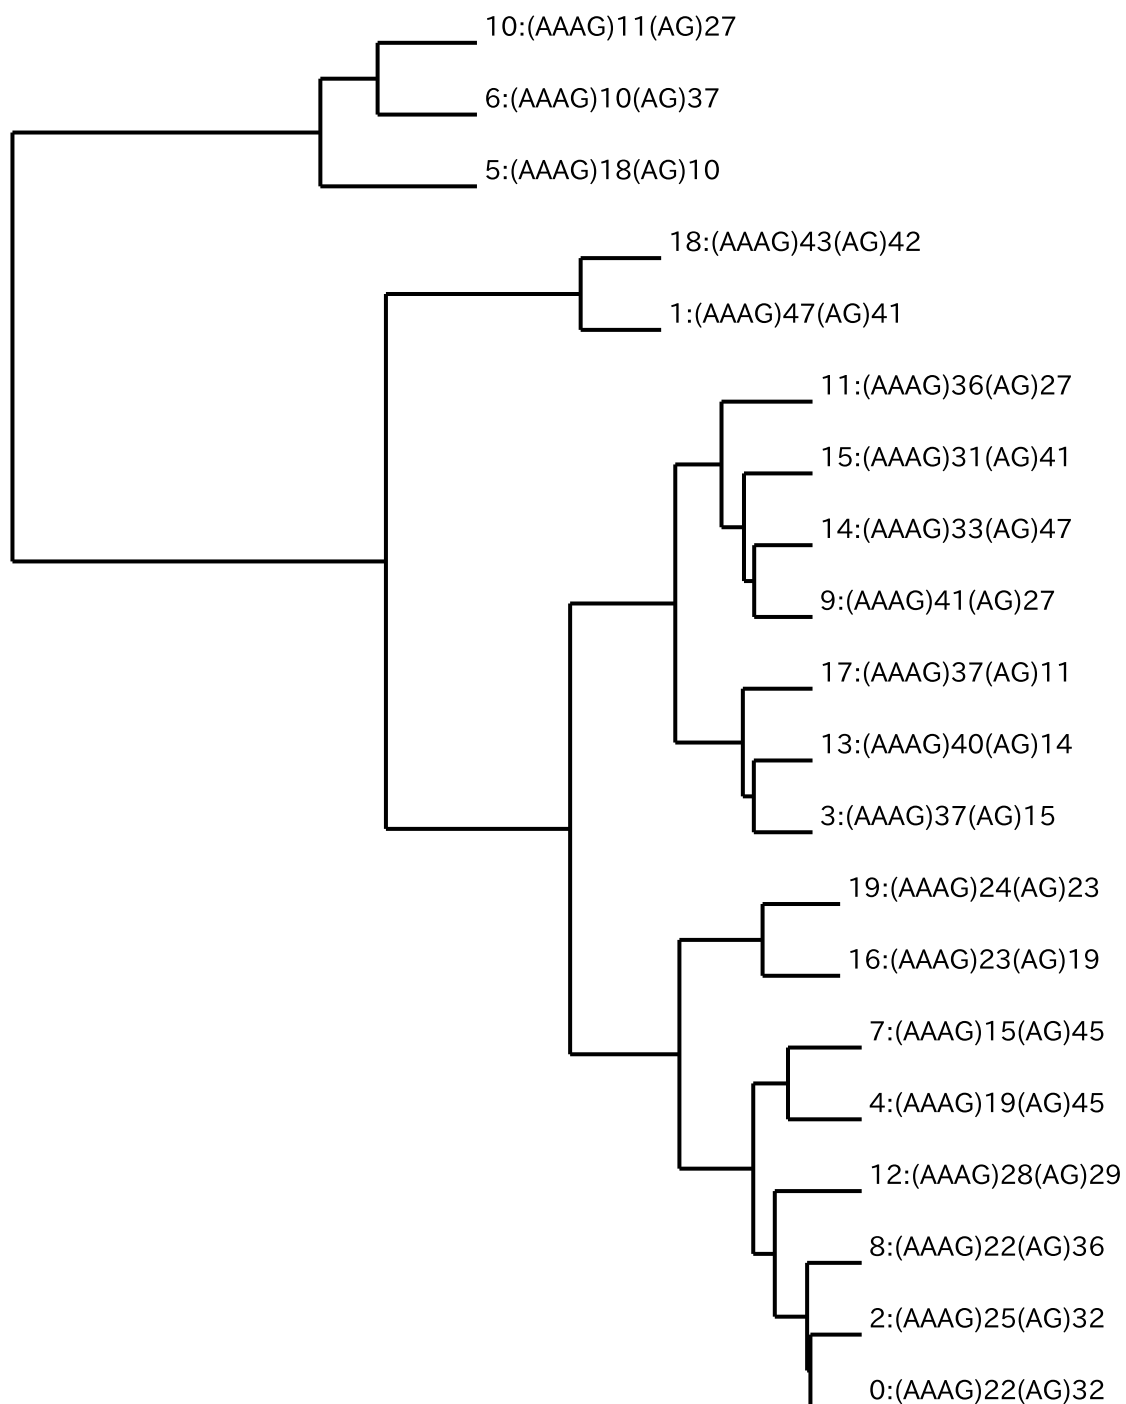 10:(AAAG)11(AG)27
6:(AAAG)10(AG)37
5:(AAAG)18(AG)10
18:(AAAG)43(AG)42
1:(AAAG)47(AG)41
11:(AAAG)36(AG)27
15:(AAAG)31(AG)41
14:(AAAG)33(AG)47
9:(AAAG)41(AG)27
17:(AAAG)37(AG)11
13:(AAAG)40(AG)14
3:(AAAG)37(AG)15
19:(AAAG)24(AG)23
16:(AAAG)23(AG)19
7:(AAAG)15(AG)45
4:(AAAG)19(AG)45
12:(AAAG)28(AG)29
8:(AAAG)22(AG)36
2:(AAAG)25(AG)32
0:(AAAG)22(AG)32